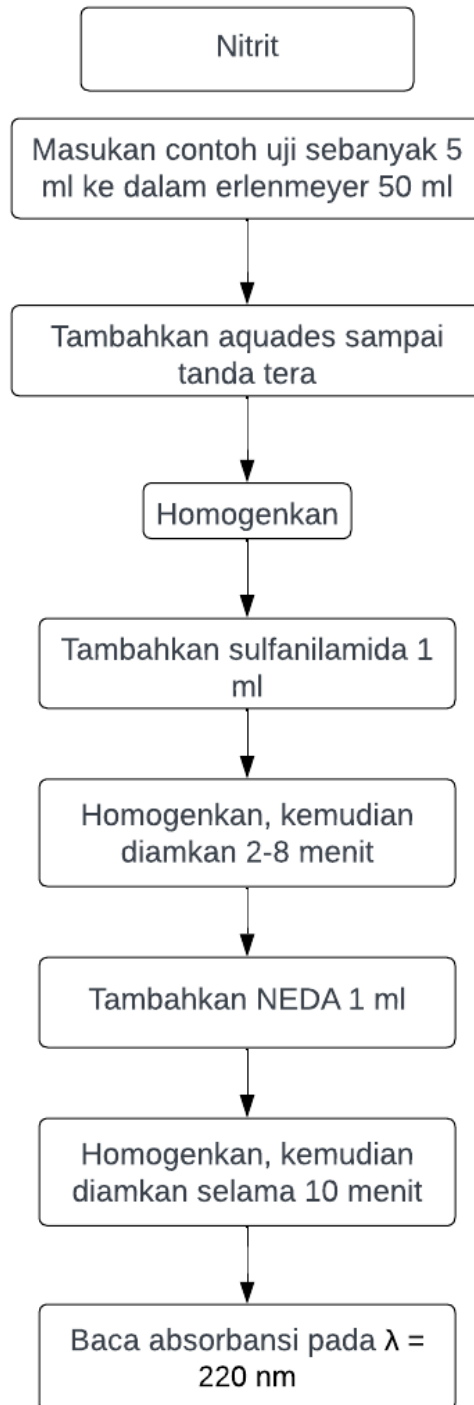 Nitrit
Masukan contoh uji sebanyak 5
ml ke dalam erlenmeyer 50 ml
Tambahkan aquades sampai
tanda tera
Homogenkan
Tambahkan sulfanilamida 1
ml
Homogenkan, kemudian
diamkan 2-8 menit
Tambahkan NEDA 1 ml
Homogenkan, kemudian
diamkan selama 10 menit
Baca absorbansi pada λ =
220 nm